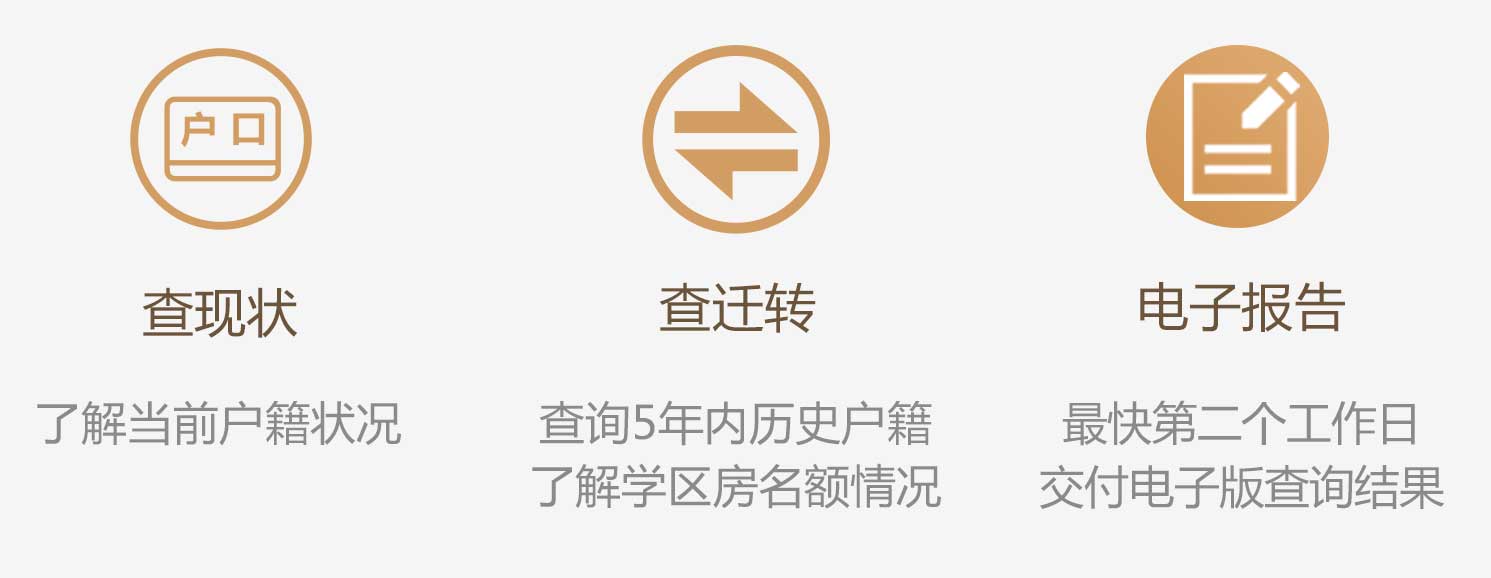 户口
查现状
了解当前户籍状况
查迁转
查询5年内历史户籍
了解学区房名额情况
电子报告
最快第二个工作日
交付电子版查询结果